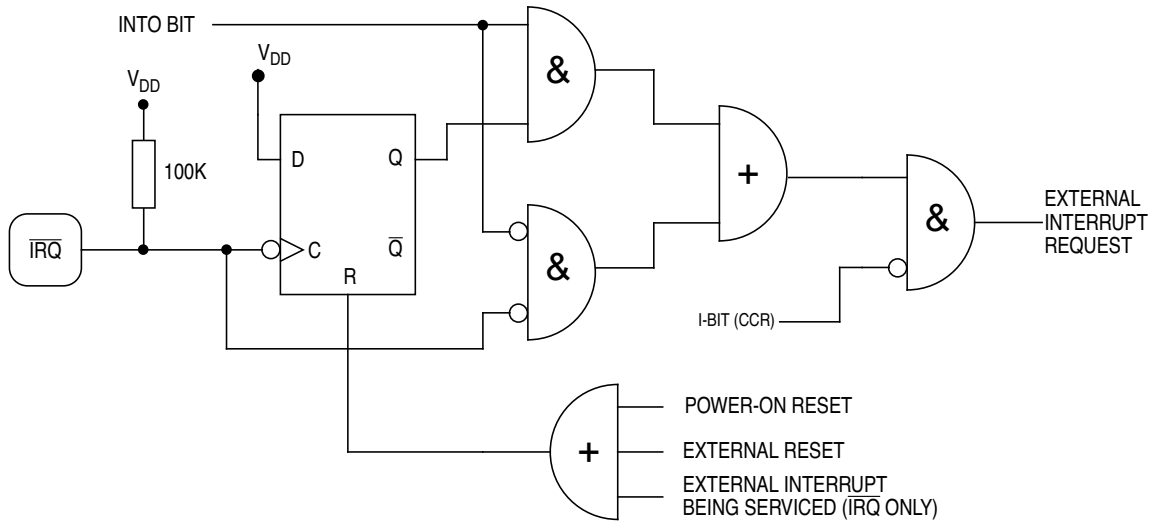 INTO BIT
VDD
VDD
100K
IRQ
D
Q
C
Q
R
&
&
+
&
EXTERNAL
INTERRUPT
REQUEST
I-BIT (CCR)
+
POWER-ON RESET
EXTERNAL RESET
EXTERNAL INTERRUPT
BEING SERVICED (IRQ ONLY)